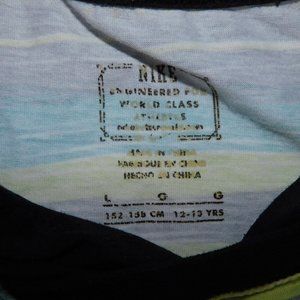 NIKE
ENGINEERED FOR
WORLD CLASS
ATHLETES
MADE IN CHINA
FABRIQUE EN CHINE
HECHO EN CHINA
L G G
152-158 CM 12-13 YRS